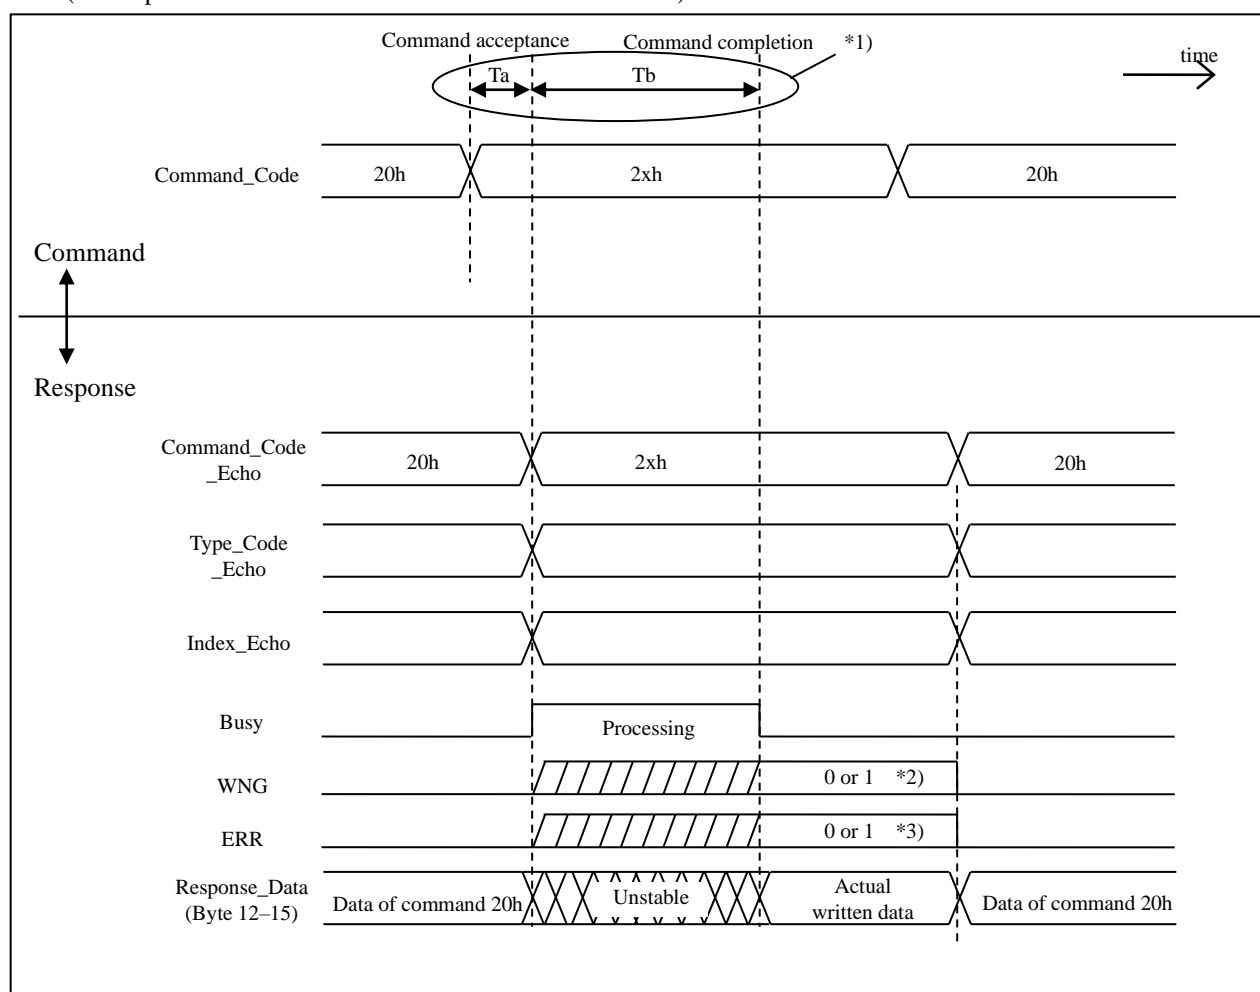 Command acceptance
Command completion *1)
time
Ta
Tb
Command_Code
20h
2xh
20h
Command
Response
Command_Code
_Echo
20h
2xh
20h
Type_Code
_Echo
Index_Echo
Busy
Processing
WNG
0 or 1 *2)
ERR
0 or 1 *3)
Response_Data
(Byte 12–15)
Data of command 20h
Unstable
Actual
written data
Data of command 20h